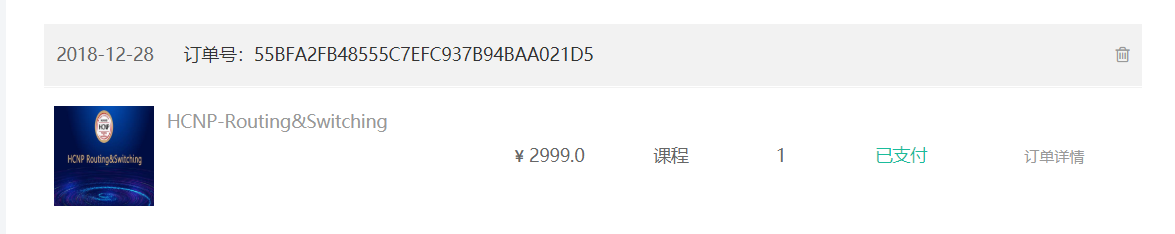 2018-12-28 订单号：55BFA2FB48555C7EFC937B94BAA021D5
HCNP-Routing&Switching
HCNP
HCNP Routing&Switching
¥ 2999.0 课程 1 已支付 订单详情